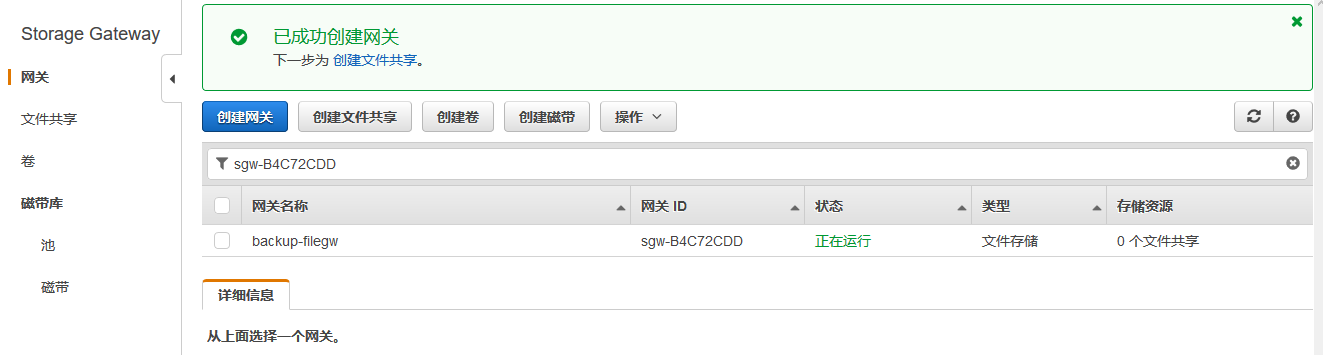 Storage Gateway
网关
文件共享
卷
磁带库
池
磁带
已成功创建网关
下一步为 创建文件共享。
创建网关 创建文件共享 创建卷 创建磁带 操作
sgw-B4C72CDD
网关名称 网关 ID 状态 类型 存储资源
backup-filegw sgw-B4C72CDD 正在运行 文件存储 0 个文件共享
详细信息
从上面选择一个网关。